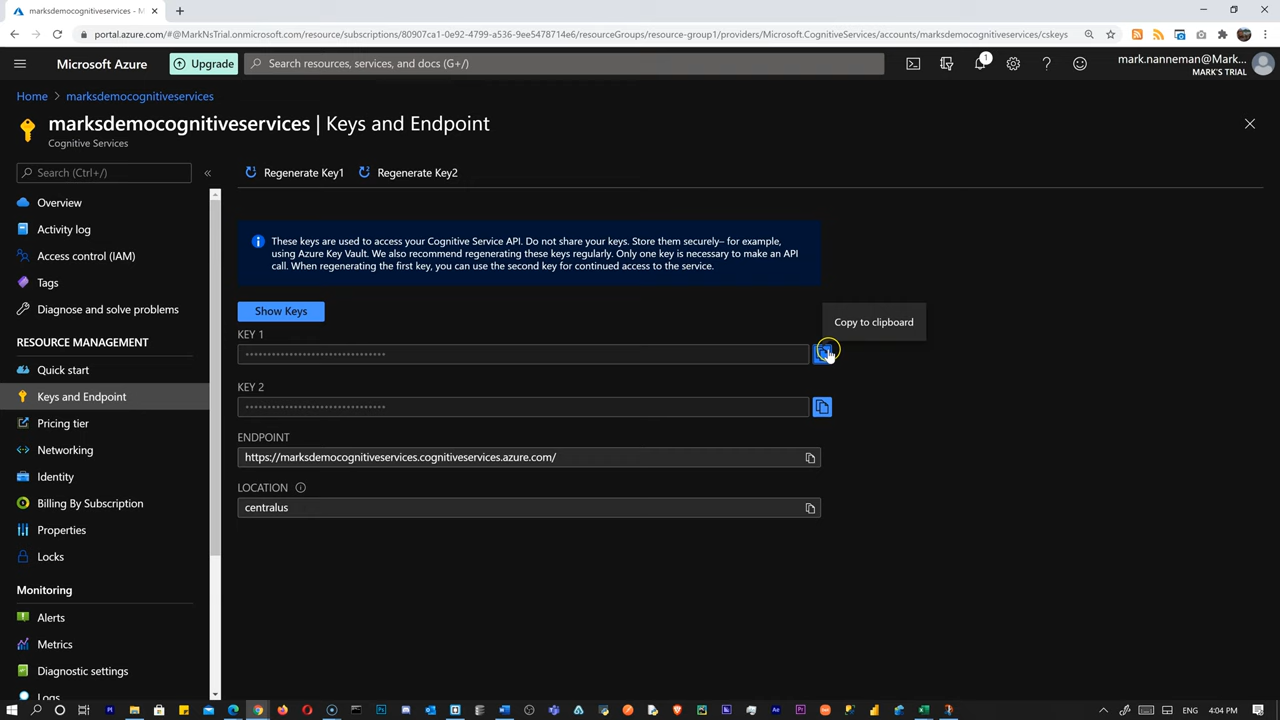 marksdemocognitiveservices - M
portal.azure.com/#@MarkNsTrial.onmicrosoft.com/resource/subscriptions/80907ca1-0e92-4799-a536-9ee5478714e6/resourceGroups/resource-group1/providers/Microsoft.CognitiveServices/accounts/marksdemocognitiveservices/cskeys
Microsoft Azure
Upgrade
Search resources, services, and docs (G+/)
1
mark.nanneman@Mark...
MARK'S TRIAL
Home > marksdemocognitiveservices
marksdemocognitiveservices | Keys and Endpoint
Cognitive Services
Search (Ctrl+/)
«
Regenerate Key1
Regenerate Key2
Overview
Activity log
Access control (IAM)
Tags
Diagnose and solve problems
RESOURCE MANAGEMENT
Quick start
Keys and Endpoint
Pricing tier
Networking
Identity
Billing By Subscription
Properties
Locks
Monitoring
Alerts
Metrics
Diagnostic settings
Logs
These keys are used to access your Cognitive Service API. Do not share your keys. Store them securely– for example,
using Azure Key Vault. We also recommend regenerating these keys regularly. Only one key is necessary to make an API
call. When regenerating the first key, you can use the second key for continued access to the service.
Show Keys
Copy to clipboard
KEY 1
••••••••••••••••••••••••••••••••
KEY 2
••••••••••••••••••••••••••••••••
ENDPOINT
https://marksdemocognitiveservices.cognitiveservices.azure.com/
LOCATION
centralus
ENG
4:04 PM